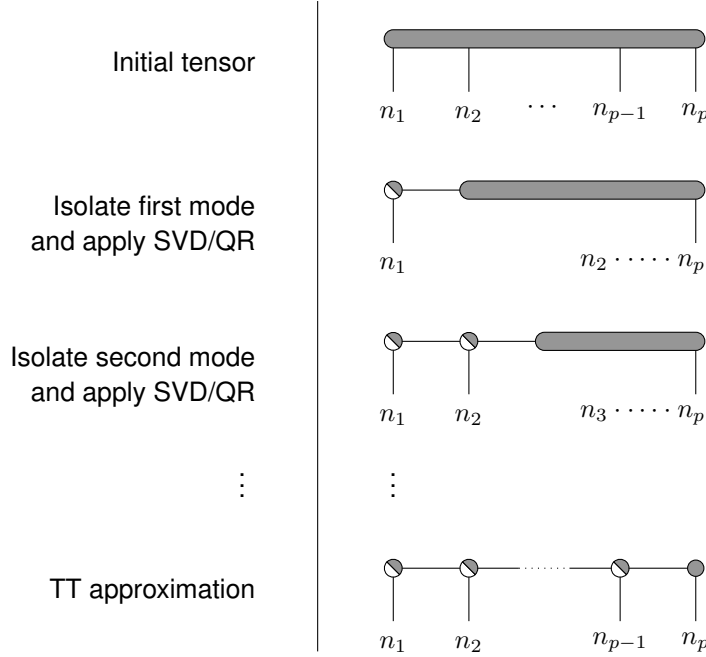 Initial tensor
n₁ n₂ ⋯ nₚ₋₁ nₚ
Isolate first mode
and apply SVD/QR
n₁ n₂ ····· nₚ
Isolate second mode
and apply SVD/QR
n₁ n₂ n₃ ····· nₚ
⋮ ⋮
TT approximation
n₁ n₂ nₚ₋₁ nₚ